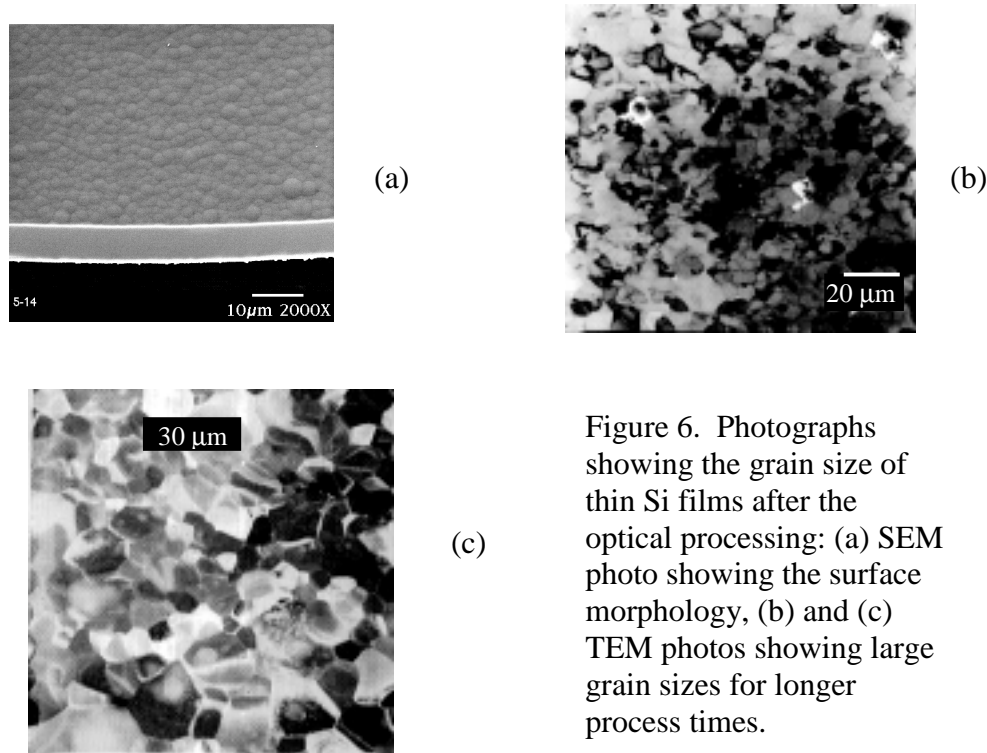 (a)
5-14
10µm 2000X
(b)
20 µm
30 µm
(c)
Figure 6. Photographs
showing the grain size of
thin Si films after the
optical processing: (a) SEM
photo showing the surface
morphology, (b) and (c)
TEM photos showing large
grain sizes for longer
process times.